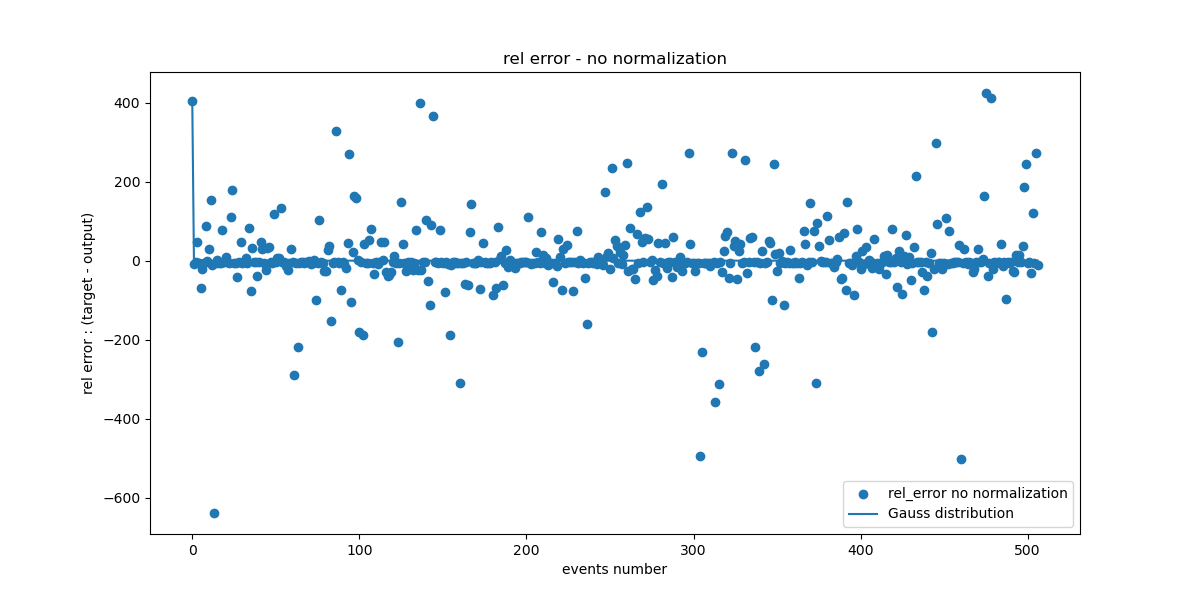 rel error - no normalization
rel error : (target - output)
400
200
0
−200
−400
−600
0 100 200 300 400 500
events number
rel_error no normalization
Gauss distribution